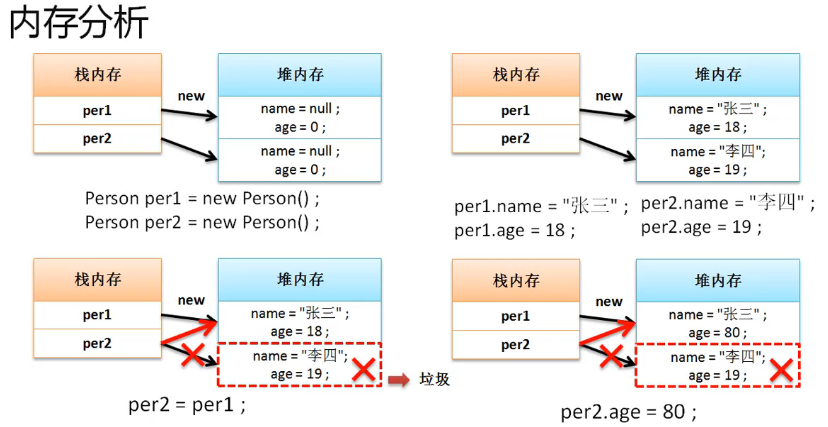 内存分析
栈内存
new
堆内存
per1
name = null ;
age = 0 ;
per2
name = null ;
age = 0 ;
Person per1 = new Person() ;
Person per2 = new Person() ;
栈内存
new
堆内存
per1
name = "张三" ;
age = 18 ;
per2
name = "李四";
age = 19 ;
per1.name = "张三" ;
per1.age = 18 ;
per2.name = "李四" ;
per2.age = 19 ;
栈内存
new
堆内存
per1
name = "张三" ;
age = 18 ;
per2
name = "李四";
age = 19 ;
垃圾
per2 = per1 ;
栈内存
new
堆内存
per1
name = "张三" ;
age = 80 ;
per2
name = "李四" ;
age = 19 ;
per2.age = 80 ;